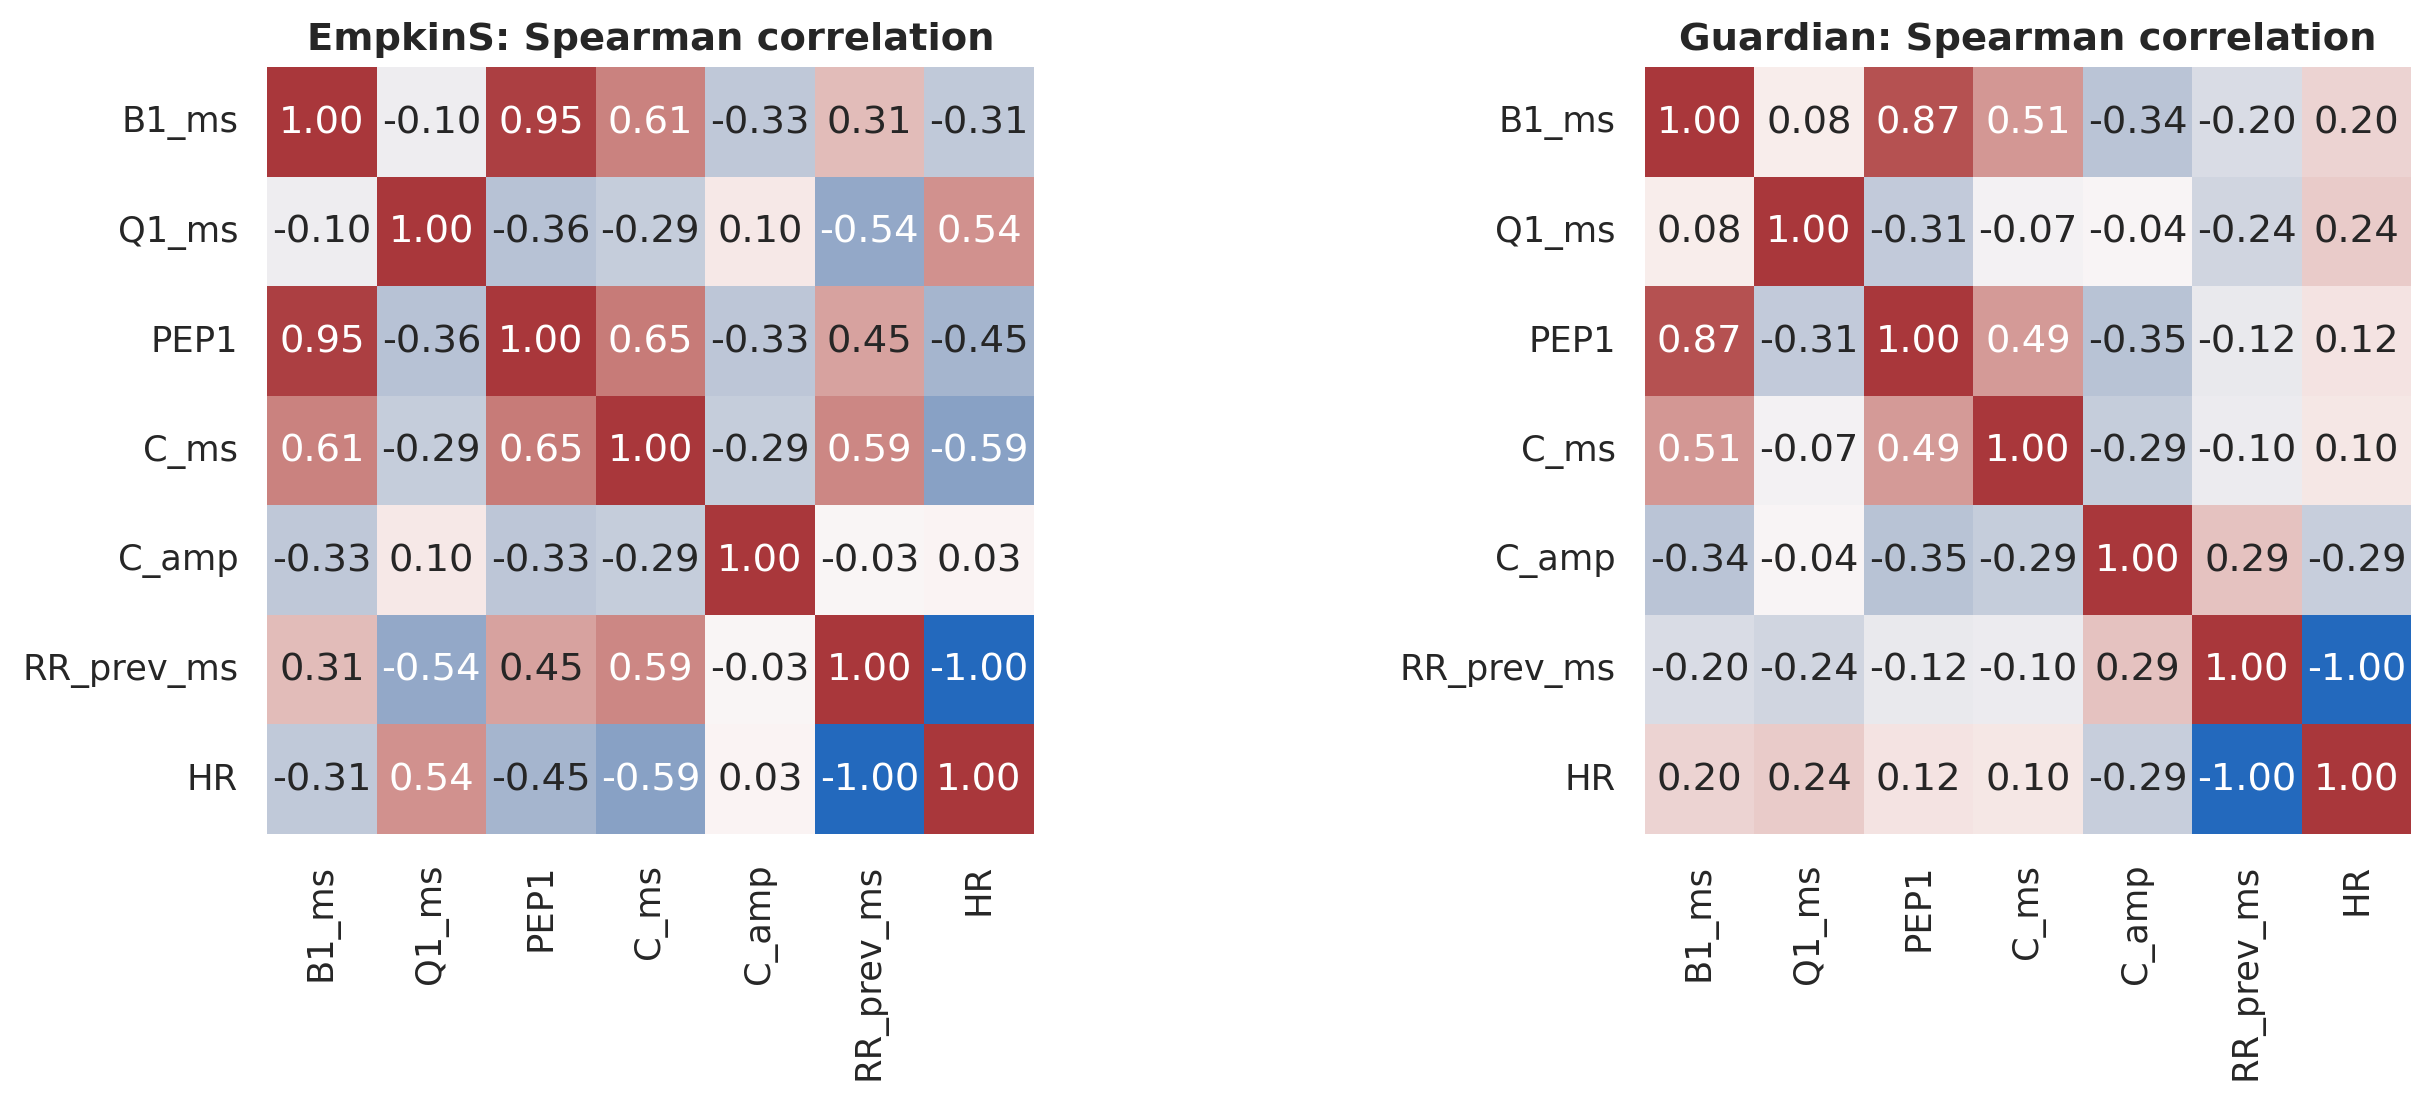 EmpkinS: Spearman correlation
B1_ms 1.00 -0.10 0.95 0.61 -0.33 0.31 -0.31
Q1_ms -0.10 1.00 -0.36 -0.29 0.10 -0.54 0.54
PEP1 0.95 -0.36 1.00 0.65 -0.33 0.45 -0.45
C_ms 0.61 -0.29 0.65 1.00 -0.29 0.59 -0.59
C_amp -0.33 0.10 -0.33 -0.29 1.00 -0.03 0.03
RR_prev_ms 0.31 -0.54 0.45 0.59 -0.03 1.00 -1.00
HR -0.31 0.54 -0.45 -0.59 0.03 -1.00 1.00
B1_ms Q1_ms PEP1 C_ms C_amp RR_prev_ms HR
Guardian: Spearman correlation
B1_ms 1.00 0.08 0.87 0.51 -0.34 -0.20 0.20
Q1_ms 0.08 1.00 -0.31 -0.07 -0.04 -0.24 0.24
PEP1 0.87 -0.31 1.00 0.49 -0.35 -0.12 0.12
C_ms 0.51 -0.07 0.49 1.00 -0.29 -0.10 0.10
C_amp -0.34 -0.04 -0.35 -0.29 1.00 0.29 -0.29
RR_prev_ms -0.20 -0.24 -0.12 -0.10 0.29 1.00 -1.00
HR 0.20 0.24 0.12 0.10 -0.29 -1.00 1.00
B1_ms Q1_ms PEP1 C_ms C_amp RR_prev_ms HR